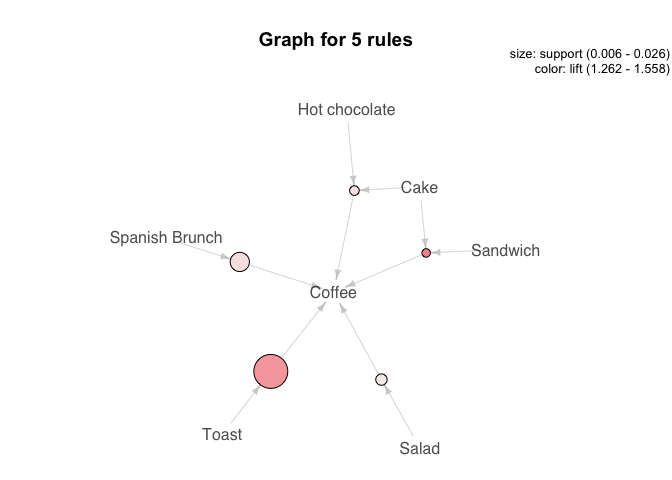 Graph for 5 rules
size: support (0.006 - 0.026)
color: lift (1.262 - 1.558)
Hot chocolate
Cake
Spanish Brunch
Sandwich
Coffee
Toast
Salad